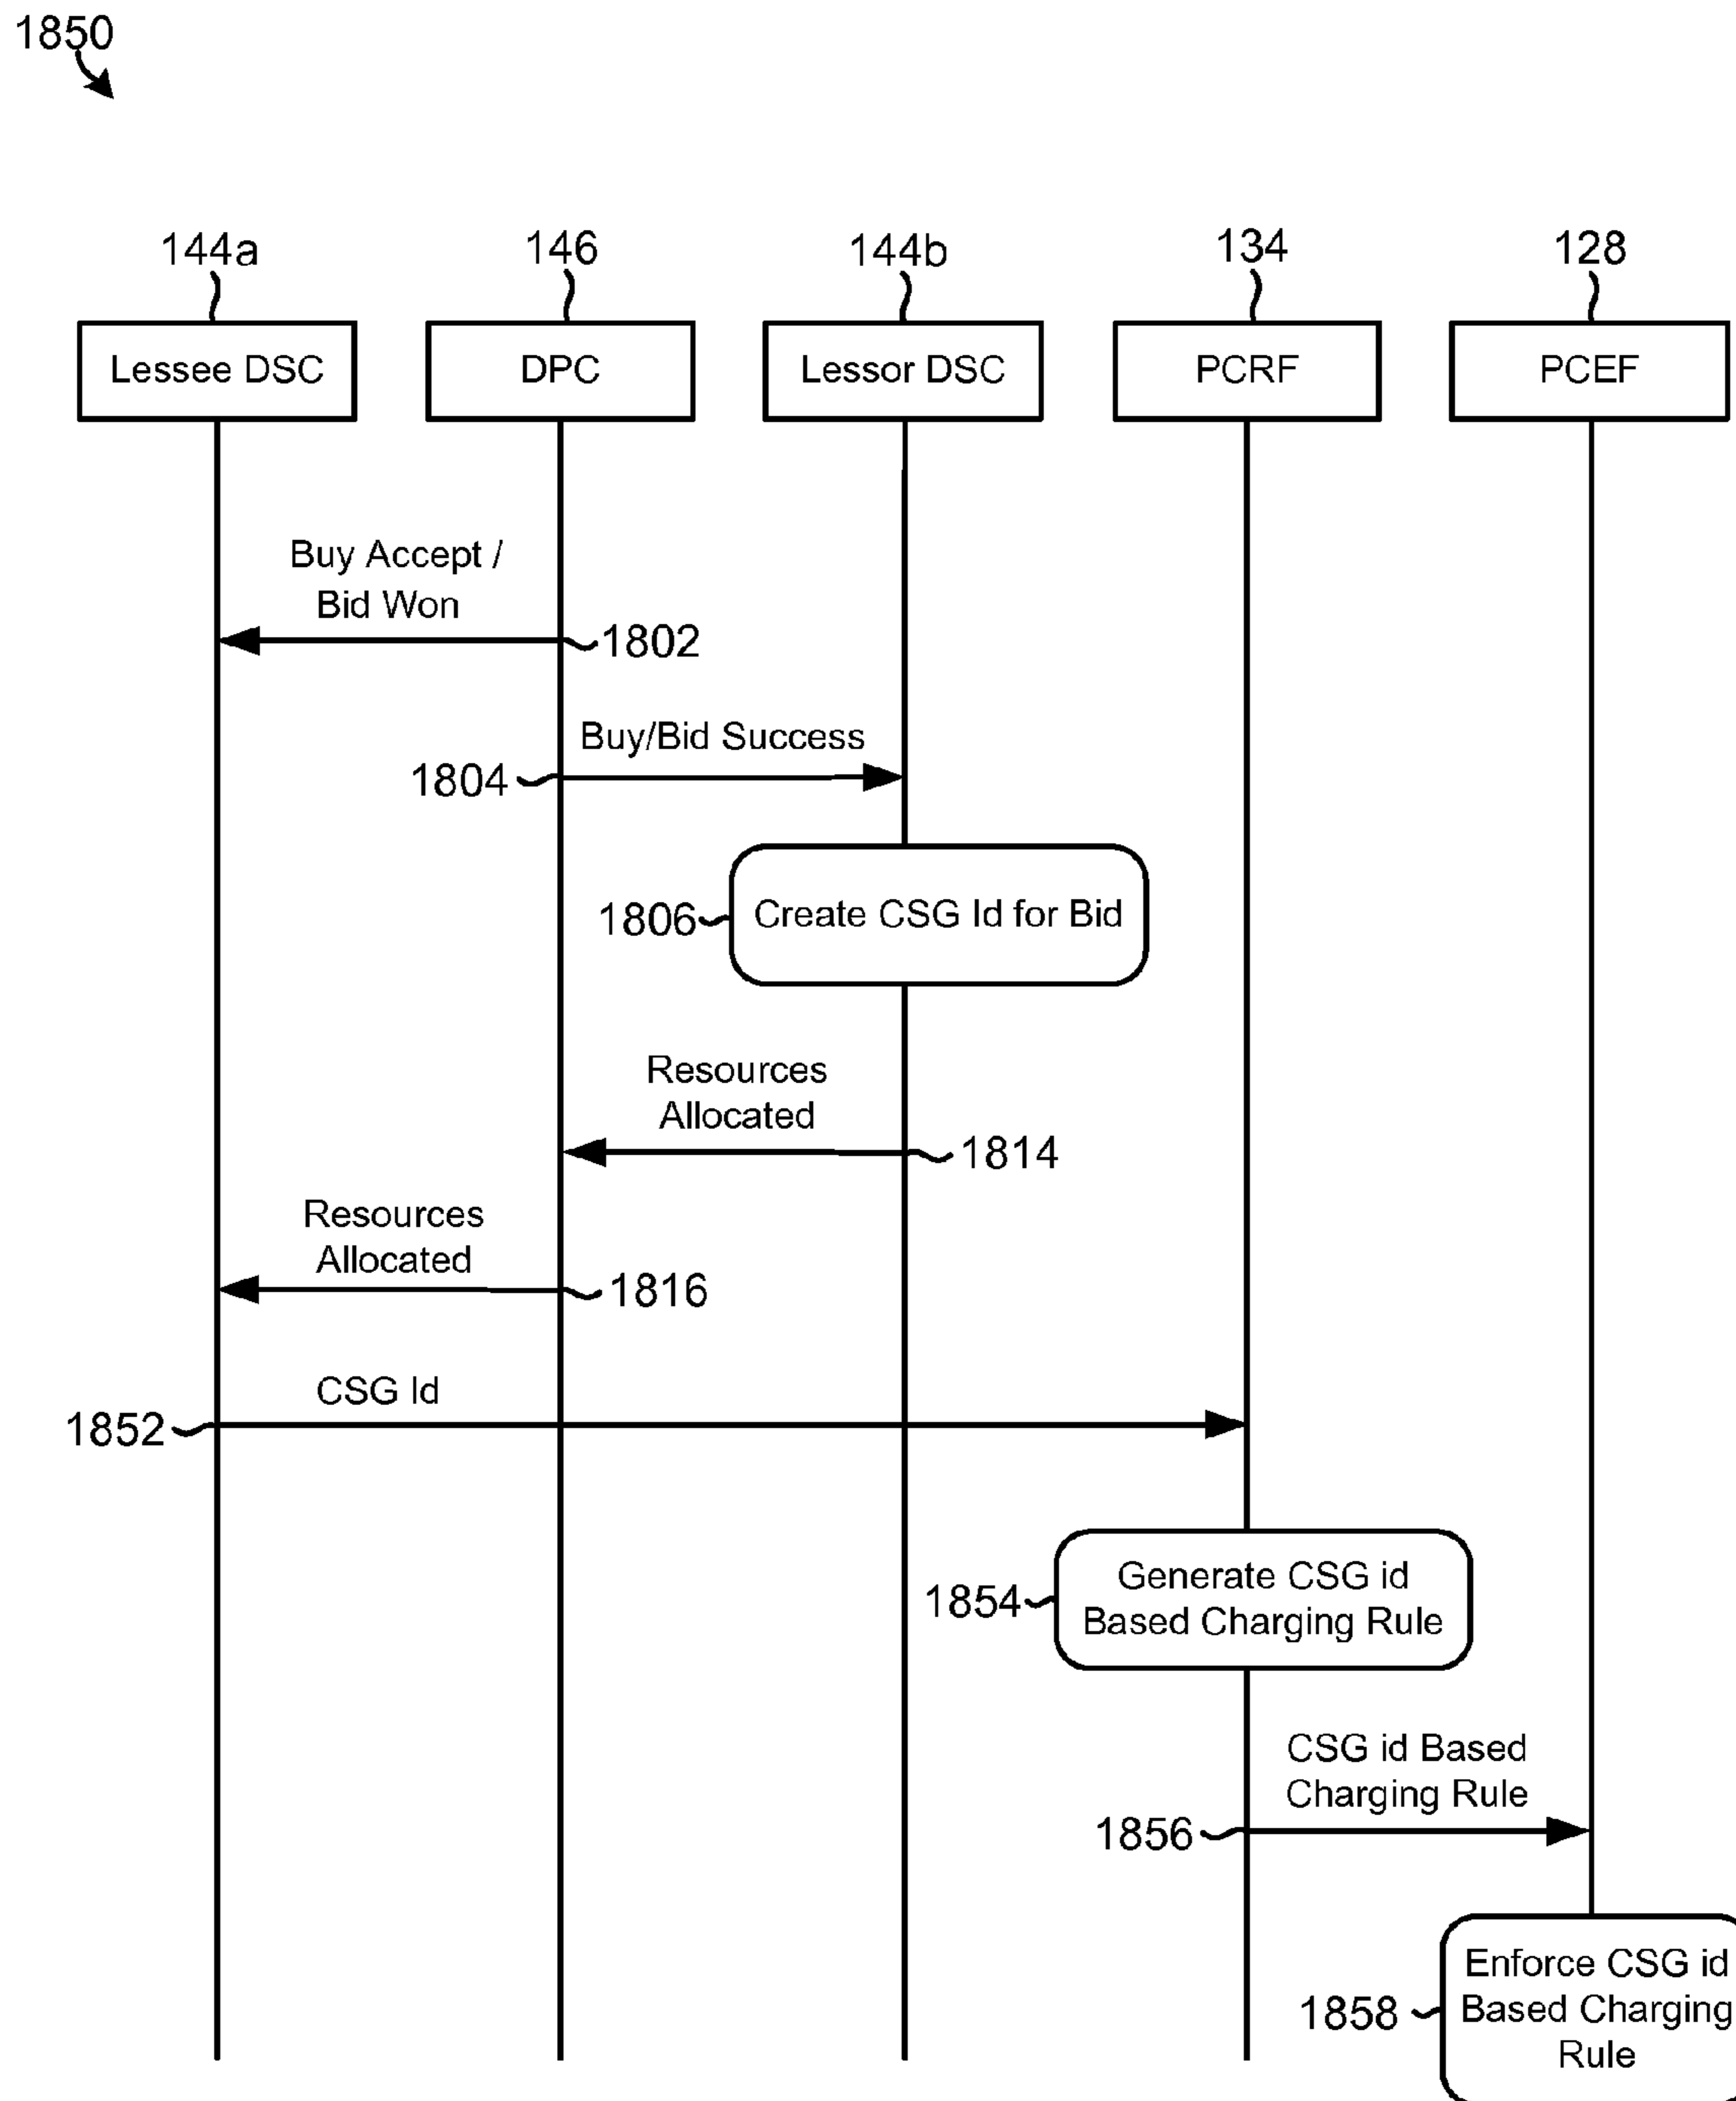 1850
144a
146
144b
134
128
Lessee DSC
DPC
Lessor DSC
PCRF
PCEF
Buy Accept /
Bid Won
1802
Buy/Bid Success
1804
1806
Create CSG Id for Bid
Resources
Allocated
1814
Resources
Allocated
1816
CSG Id
1852
Generate CSG id
Based Charging Rule
1854
CSG id Based
Charging Rule
1856
Enforce CSG id
Based Charging
Rule
1858